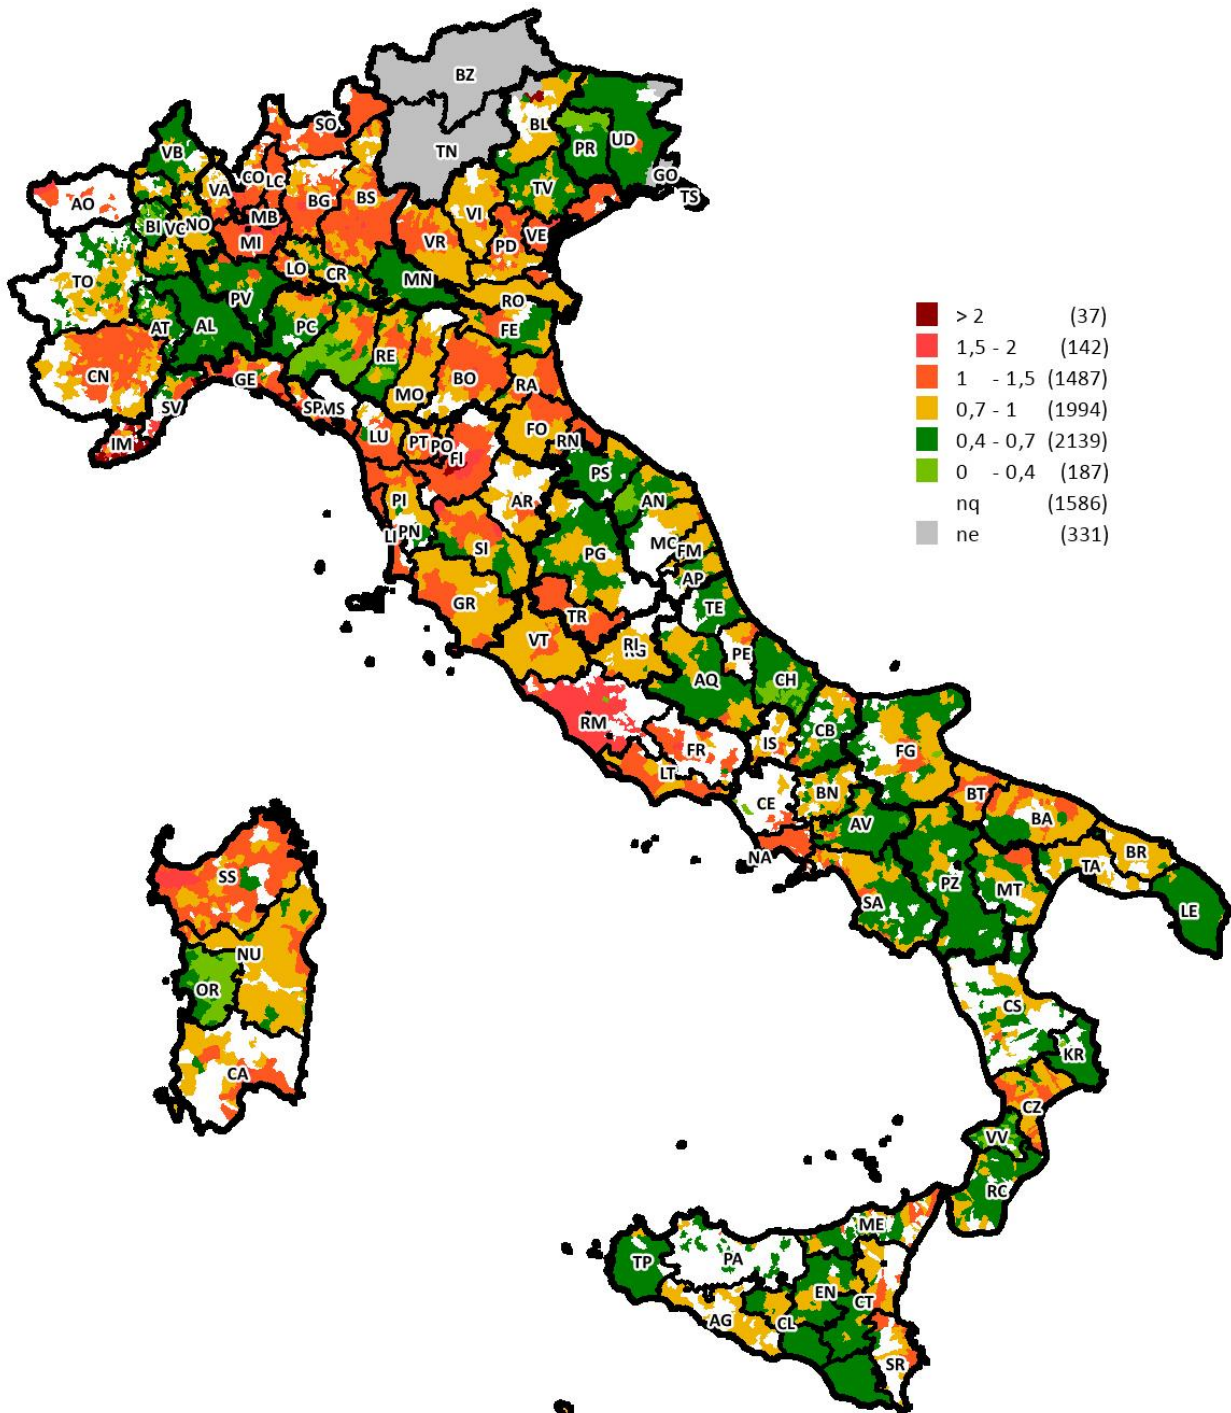 BZ
BL
UD
PR
TN
SO
VB
GO
TS
TV
CO
LC
VA
BG
BS
VI
AO
MB
BI
VC
NO
MI
VR
PD
VE
LO
CR
MN
TO
PV
RO
AT
AL
PC
FE
RE
CN
GE
MO
BO
RA
SV
SP
MS
LU
PT
PO
FI
FO
RN
IM
PS
PI
AR
AN
LI
PN
SI
PG
MC
FM
AP
GR
TR
TE
VT
RI
PE
AQ
CH
RM
FR
IS
CB
FG
LT
CE
BN
BT
AV
BA
NA
BR
TA
SS
PZ
MT
SA
LE
NU
OR
CS
KR
CA
CZ
VV
RC
ME
TP
PA
EN
CT
AG
CL
SR
> 2 (37)
1,5 - 2 (142)
1 - 1,5 (1487)
0,7 - 1 (1994)
0,4 - 0,7 (2139)
0 - 0,4 (187)
nq (1586)
ne (331)